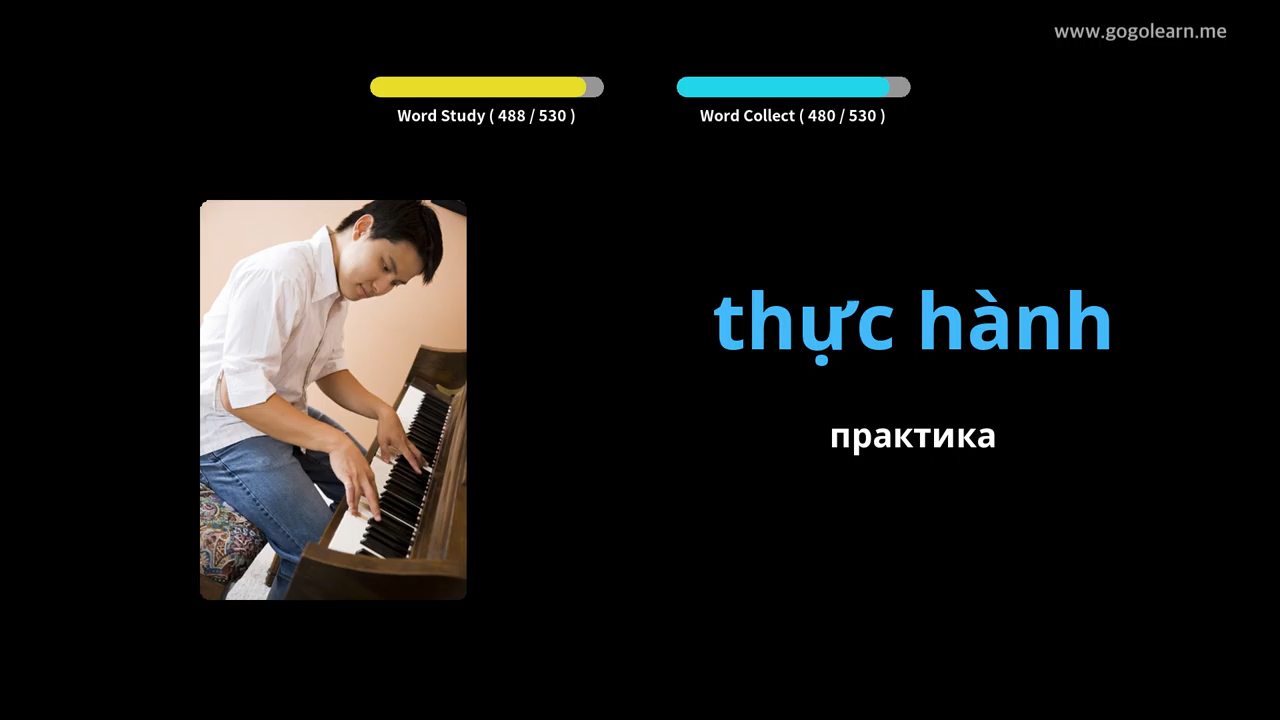 www.gogolearn.me
Word Study ( 488 / 530 )
Word Collect ( 480 / 530 )
thực hành
практика